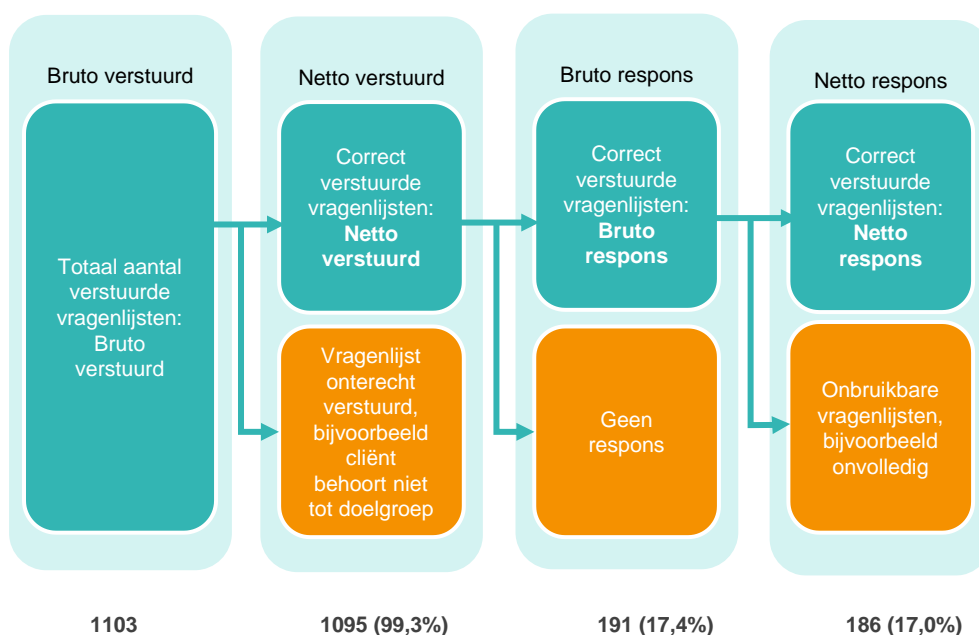 Bruto verstuurd
Totaal aantal
verstuurde
vragenlijsten:
Bruto
verstuurd
1103
Netto verstuurd
Correct
verstuurde
vragenlijsten:
Netto
verstuurd
Vragenlijst
onterecht
verstuurd,
bijvoorbeeld
cliënt
behoort niet
tot doelgroep
1095 (99,3%)
Bruto respons
Correct
verstuurde
vragenlijsten:
Bruto
respons
Geen
respons
191 (17,4%)
Netto respons
Correct
verstuurde
vragenlijsten:
Netto
respons
Onbruikbare
vragenlijsten,
bijvoorbeeld
onvolledig
186 (17,0%)